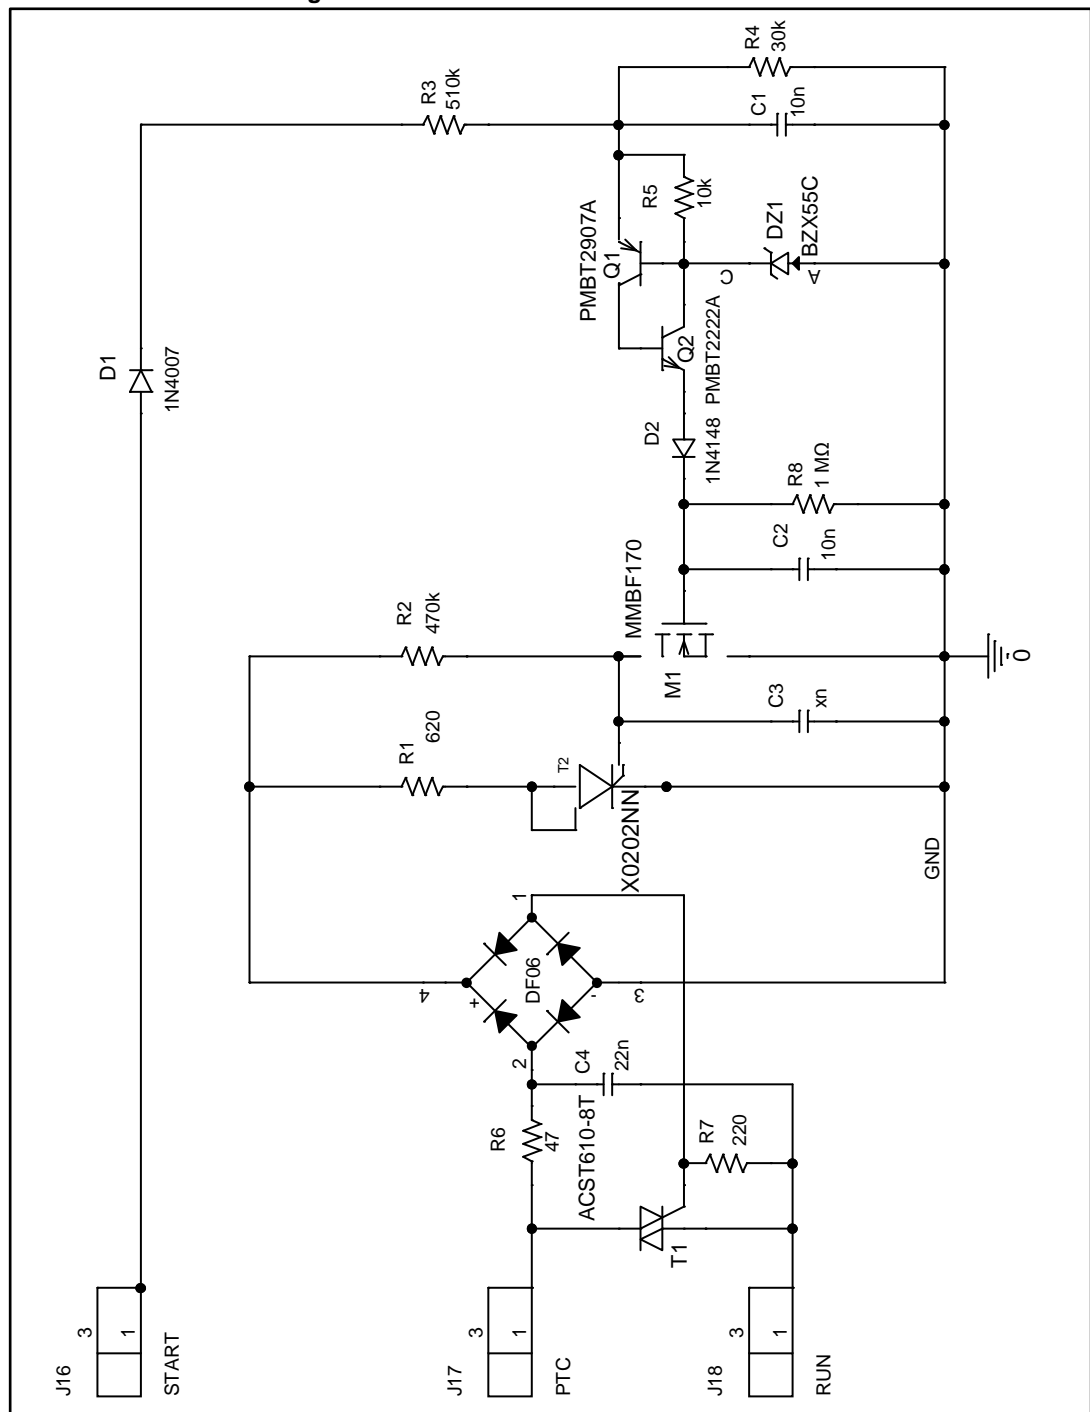 g
R4
30k
C1
10n
R3
510k
R5
10k
DZ1
BZX55C
C
A
PMBT2907A
Q1
Q2
PMBT2222A
D1
1N4007
D2
1N4148
R8
1 MΩ
C2
10n
MMBF170
M1
R2
470k
C3
xn
0
R1
620
T2
X0202NN
GND
1
DF06
4
+
-
3
2
C4
22n
R6
47
ACST610-8T
R7
220
T1
J16
3
1
START
J17
3
1
PTC
J18
3
1
RUN